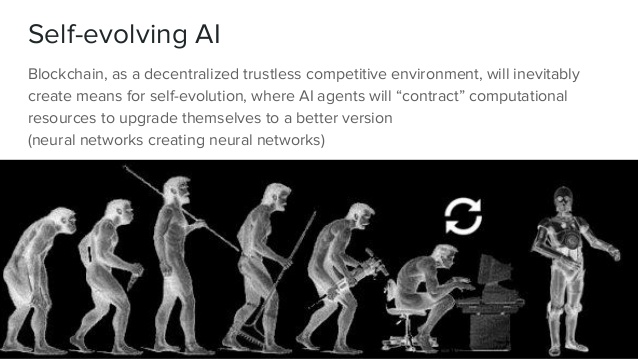 Self-evolving AI
Blockchain, as a decentralized trustless competitive environment, will inevitably
create means for self-evolution, where AI agents will “contract” computational
resources to upgrade themselves to a better version
(neural networks creating neural networks)